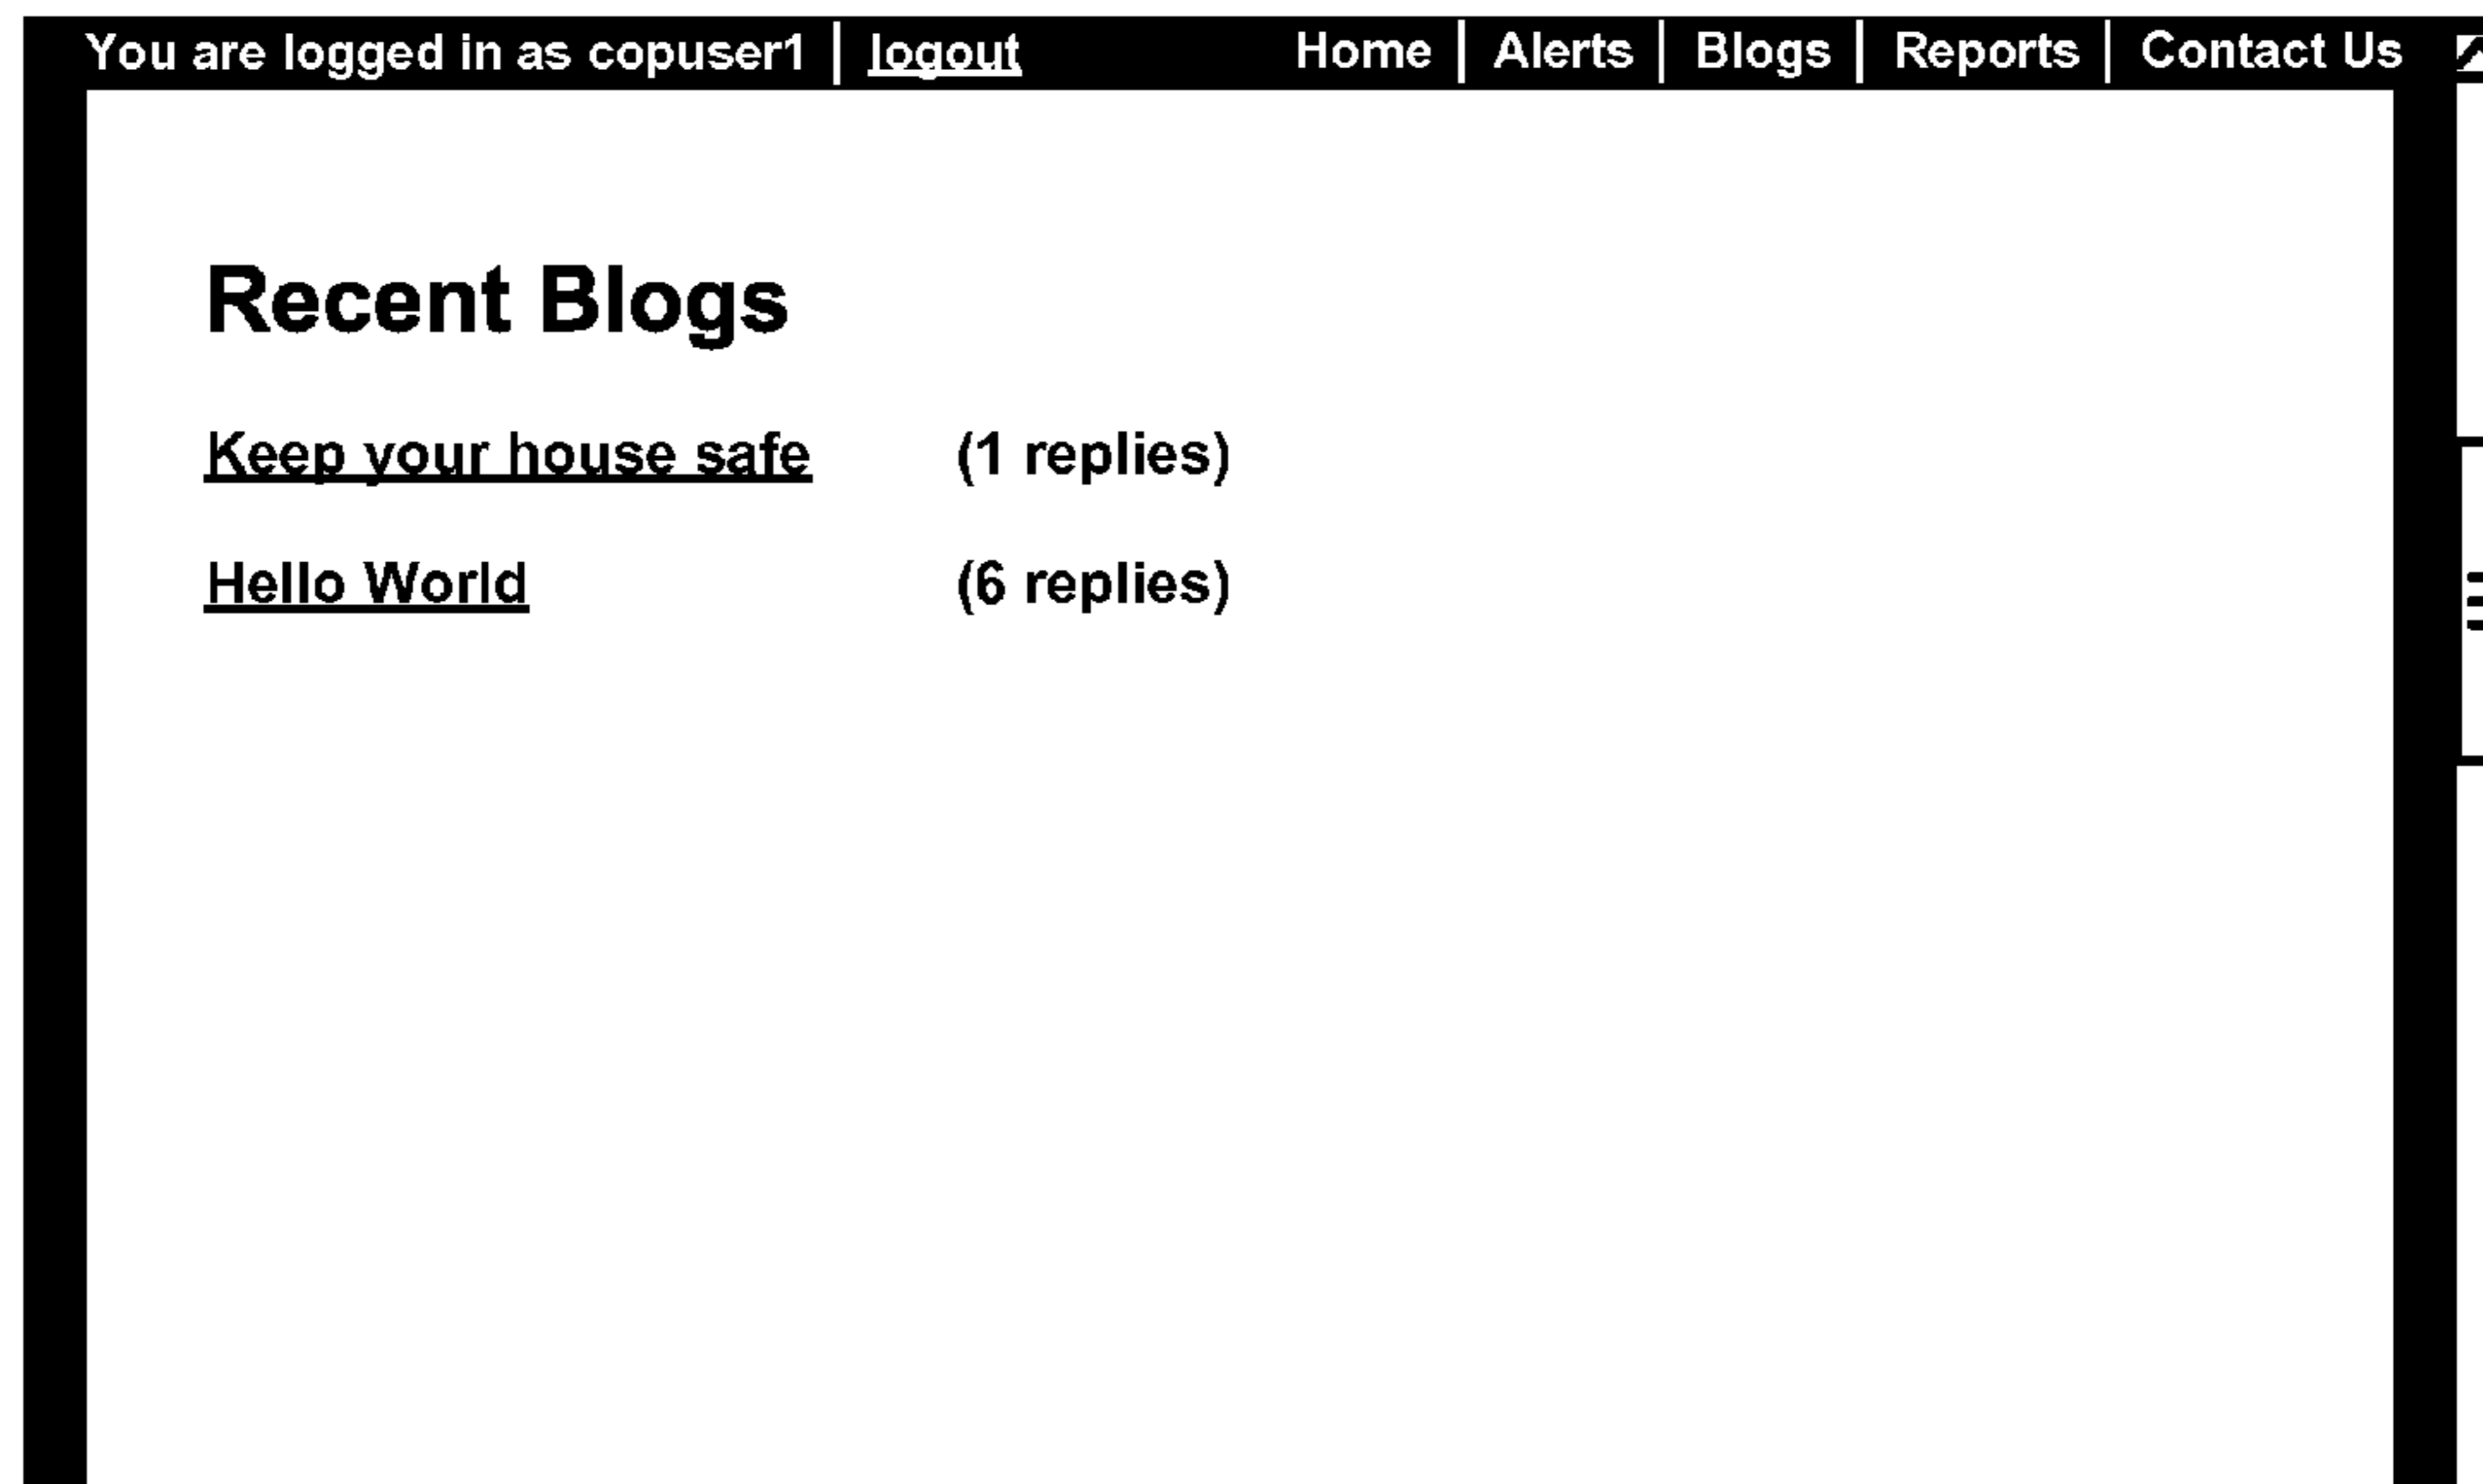 You are logged in as copuser1 | logout Home | Alerts | Blogs | Reports | Contact Us
Recent Blogs
Keep your house safe (1 replies)
Hello World (6 replies)